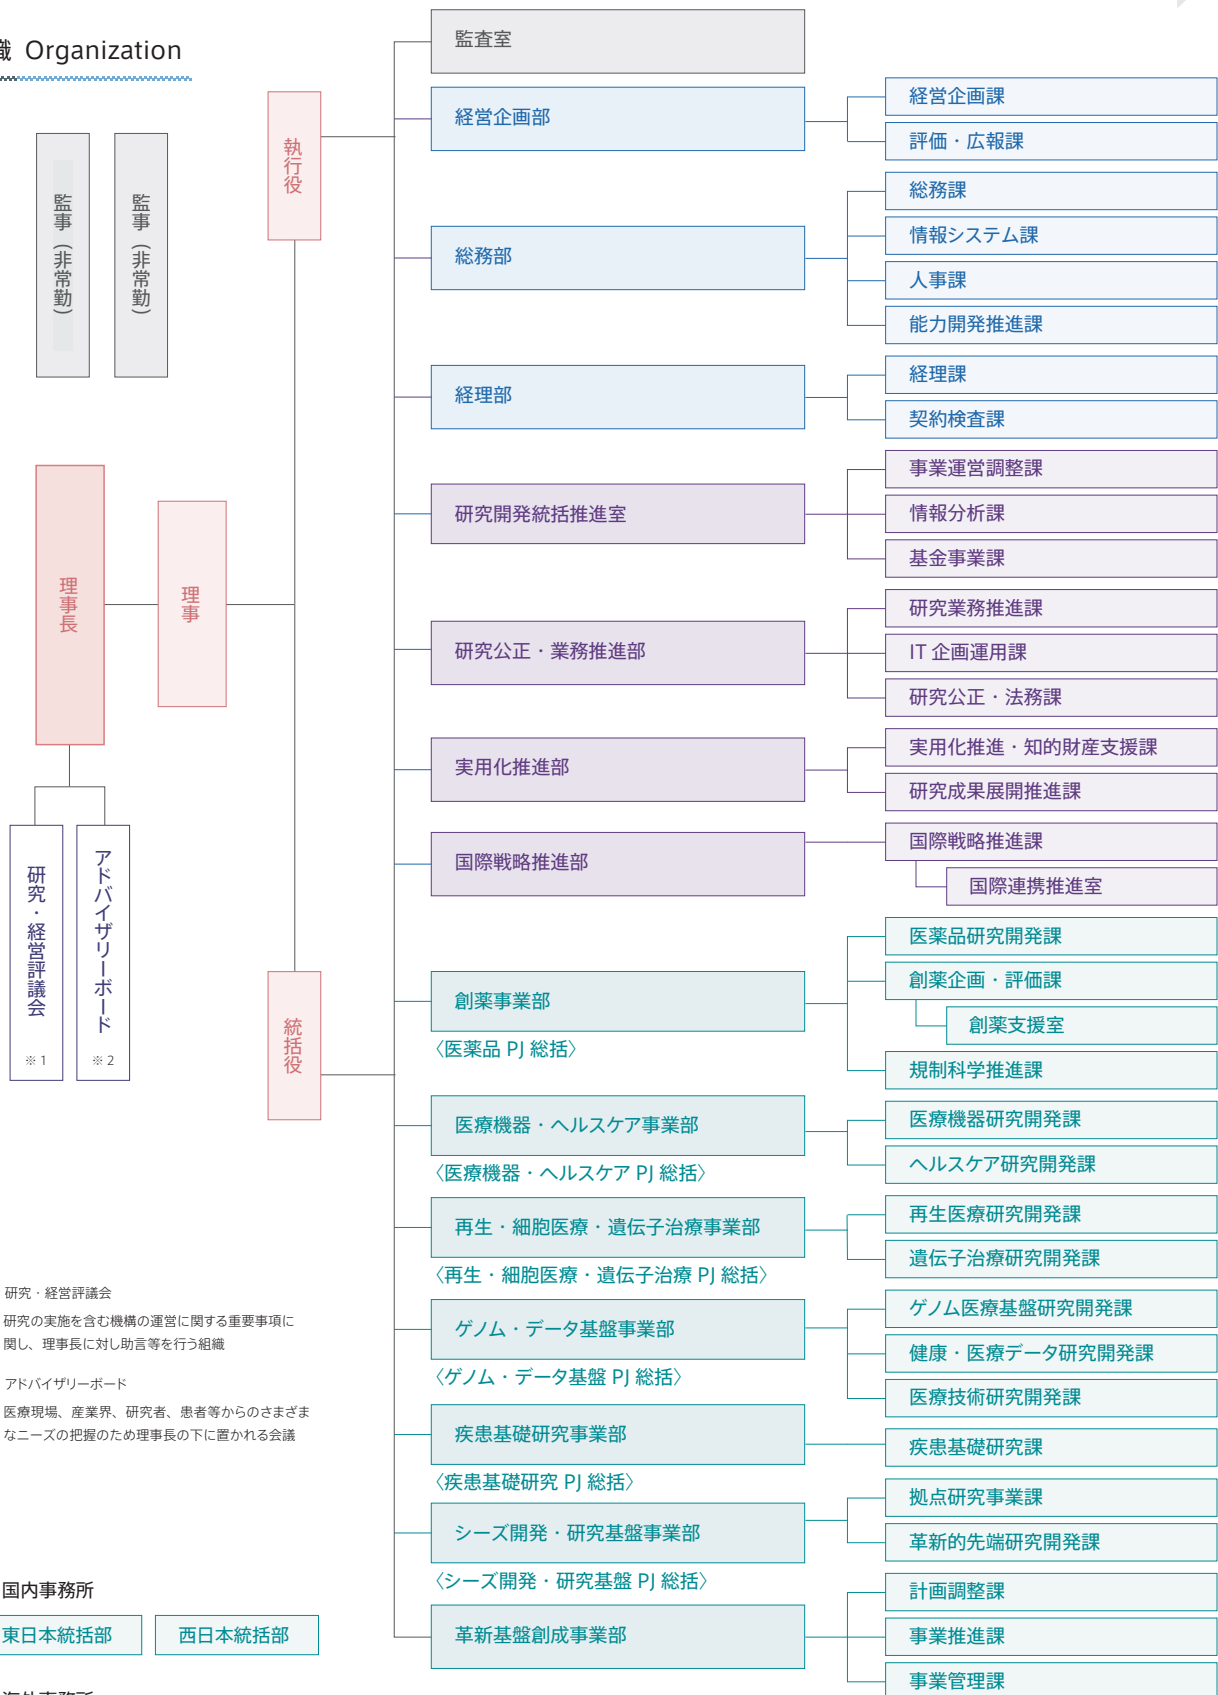 織 Organization
監事（非常勤）
監事（非常勤）
理事長
理事
執行役
統括役
研究・経営評議会
※1
アドバイザリーボード
※2
監査室
経営企画部
経営企画課
評価・広報課
総務部
総務課
情報システム課
人事課
能力開発推進課
経理部
経理課
契約検査課
研究開発統括推進室
事業運営調整課
情報分析課
基金事業課
研究公正・業務推進部
研究業務推進課
IT 企画運用課
研究公正・法務課
実用化推進部
実用化推進・知的財産支援課
研究成果展開推進課
国際戦略推進部
国際戦略推進課
国際連携推進室
創薬事業部
〈医薬品 PJ 総括〉
医薬品研究開発課
創薬企画・評価課
創薬支援室
規制科学推進課
医療機器・ヘルスケア事業部
〈医療機器・ヘルスケア PJ 総括〉
医療機器研究開発課
ヘルスケア研究開発課
再生・細胞医療・遺伝子治療事業部
〈再生・細胞医療・遺伝子治療 PJ 総括〉
再生医療研究開発課
遺伝子治療研究開発課
ゲノム・データ基盤事業部
〈ゲノム・データ基盤 PJ 総括〉
ゲノム医療基盤研究開発課
健康・医療データ研究開発課
医療技術研究開発課
疾患基礎研究事業部
〈疾患基礎研究 PJ 総括〉
疾患基礎研究課
シーズ開発・研究基盤事業部
〈シーズ開発・研究基盤 PJ 総括〉
拠点研究事業課
革新的先端研究開発課
革新基盤創成事業部
計画調整課
事業推進課
事業管理課
研究・経営評議会
研究の実施を含む機構の運営に関する重要事項に
関し、理事長に対し助言等を行う組織
アドバイザリーボード
医療現場、産業界、研究者、患者等からのさまざま
なニーズの把握のため理事長の下に置かれる会議
国内事務所
東日本統括部
西日本統括部
海外事務所